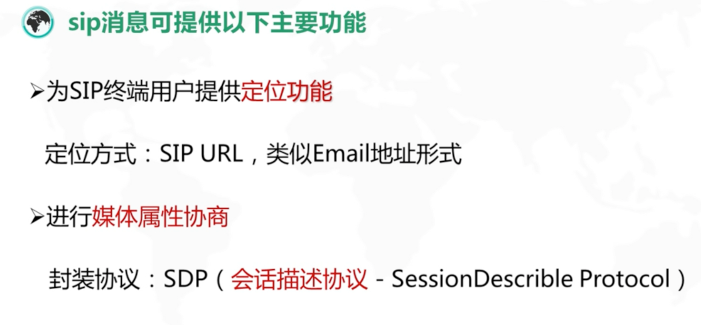 sip消息可提供以下主要功能
➢为SIP终端用户提供定位功能
定位方式：SIP URL，类似Email地址形式
➢进行媒体属性协商
封装协议：SDP（会话描述协议 - SessionDescrible Protocol）